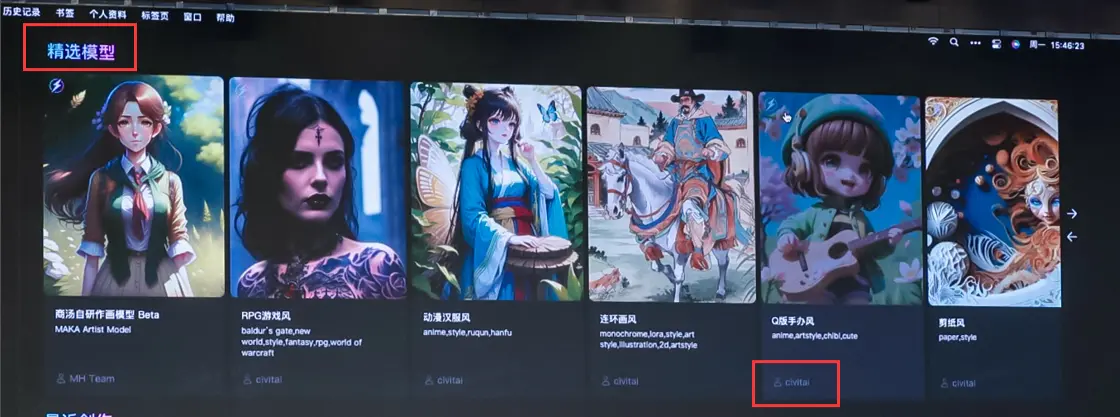 历史记录 书签 个人资料 标签页 窗口 帮助
周一 15:46:23
精选模型
商汤自研作画模型 Beta
MAKA Artist Model
MH Team
RPG游戏风
baldur's gate,new
world,style,fantasy,rpg,world of
warcraft
civitai
动漫汉服风
anime,style,ruqun,hanfu
civitai
连环画风
monochrome,lora,style,art
style,illustration,2d,artstyle
civitai
Q版手办风
anime,artstyle,chibi,cute
civitai
剪纸风
paper,style
civitai